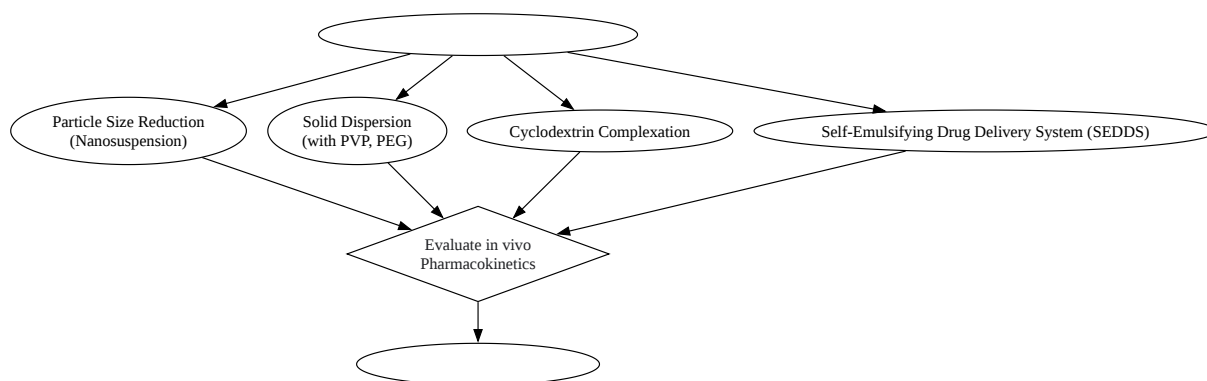 Particle Size Reduction
(Nanosuspension)
Solid Dispersion
(with PVP, PEG)
Cyclodextrin Complexation
Self-Emulsifying Drug Delivery System (SEDDS)
Evaluate in vivo
Pharmacokinetics